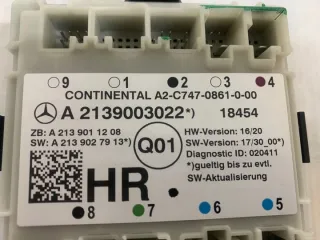 9 1 2 3 4
CONTINENTAL A2-C747-0861-0-00
A 2139003022*) 18454
ZB: A 213 901 12 08
SW: A 213 902 79 13*)
Q01
HW-Version: 16/20
SW-Version: 17/30_00*)
Diagnostic ID: 020411
*)gueltig bis zu evtl.
SW-Aktualisierung
HR
8 7 6 5